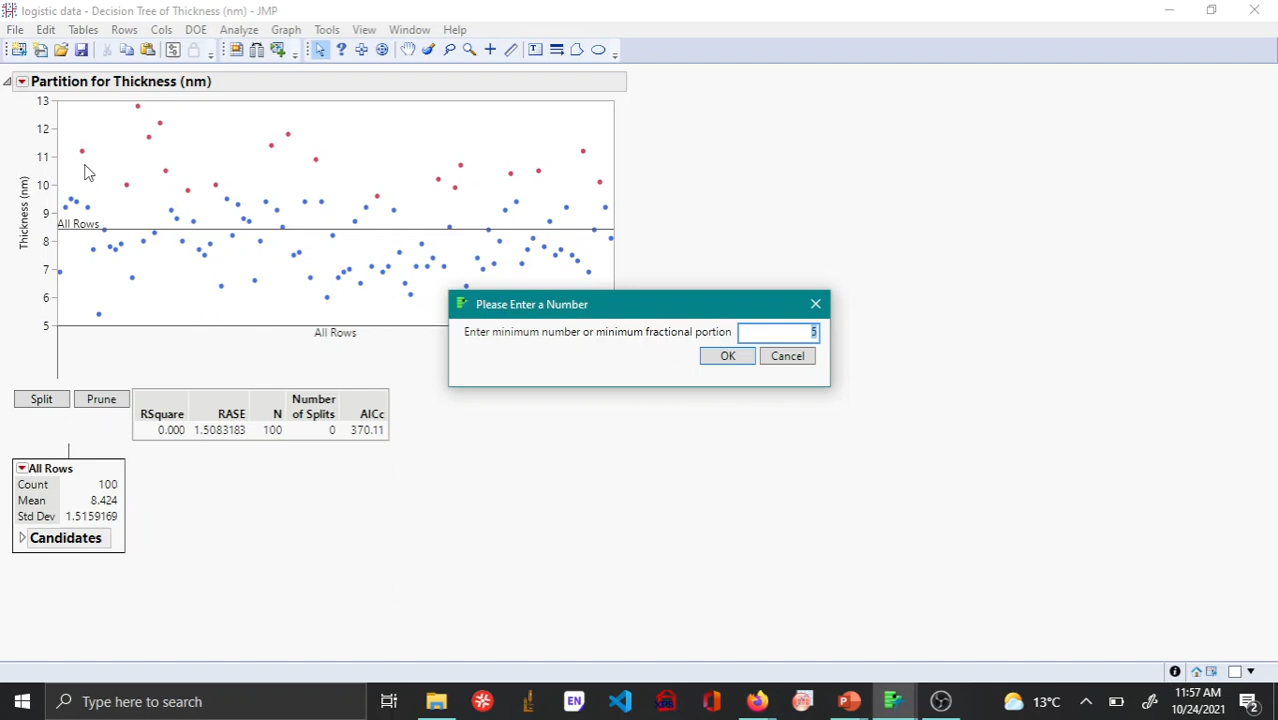 logistic data - Decision Tree of Thickness (nm) - JMP
File Edit Tables Rows Cols DOE Analyze Graph Tools View Window Help
Partition for Thickness (nm)
13
12
11
10
9
8
7
6
5
Thickness (nm)
All Rows
All Rows
Please Enter a Number
Enter minimum number or minimum fractional portion 5
OK Cancel
Split Prune
RSquare RASE N Number of Splits AICc
0.000 1.5083183 100 0 370.11
All Rows
Count 100
Mean 8.424
Std Dev 1.5159169
Candidates
Type here to search
EN
13°C
11:57 AM
10/24/2021
2